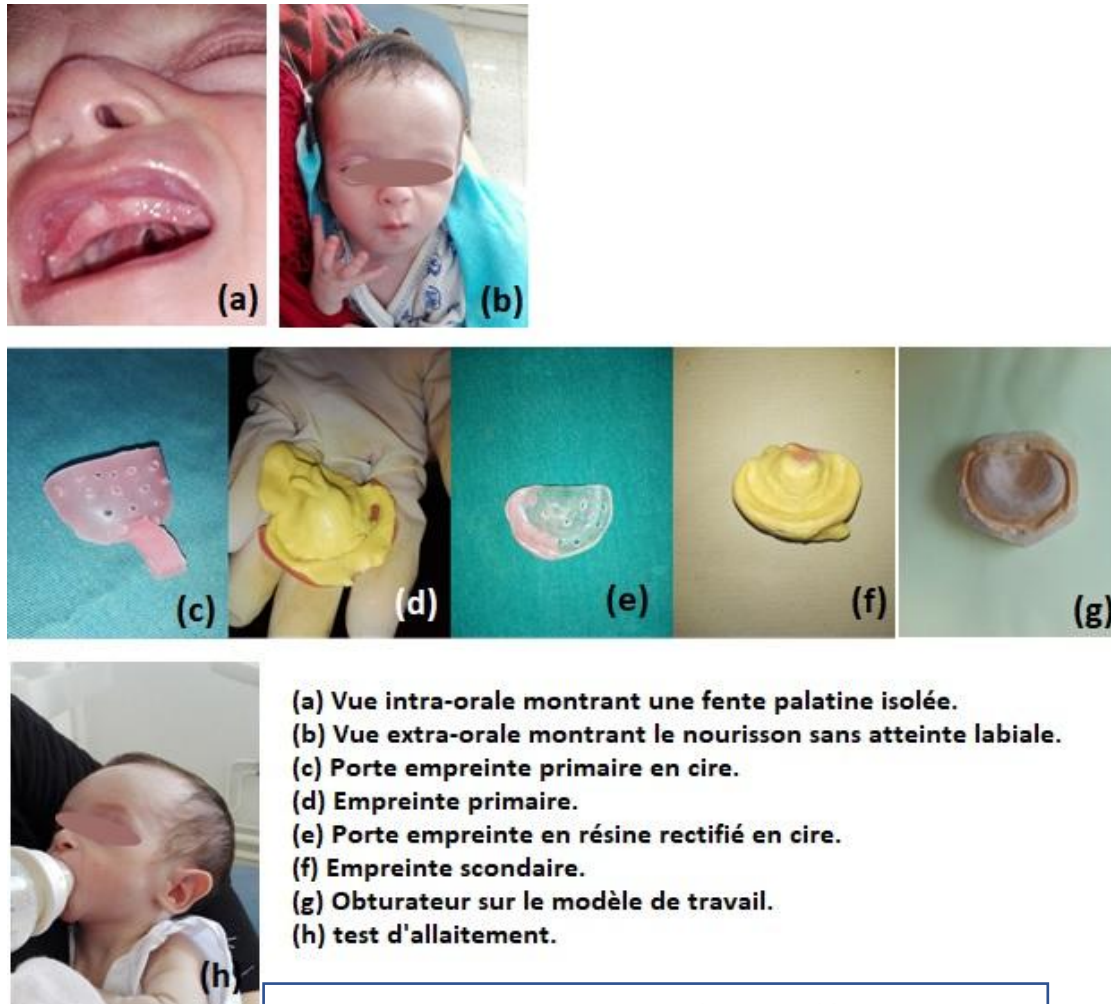 (a)
(b)
(c)
(d)
(e)
(f)
(g)
(h)
(a) Vue intra-orale montrant une fente palatine isolée.
(b) Vue extra-orale montrant le nourisson sans atteinte labiale.
(c) Porte empreinte primaire en cire.
(d) Empreinte primaire.
(e) Porte empreinte en résine rectifié en cire.
(f) Empreinte scondaire.
(g) Obturateur sur le modèle de travail.
(h) test d'allaitement.